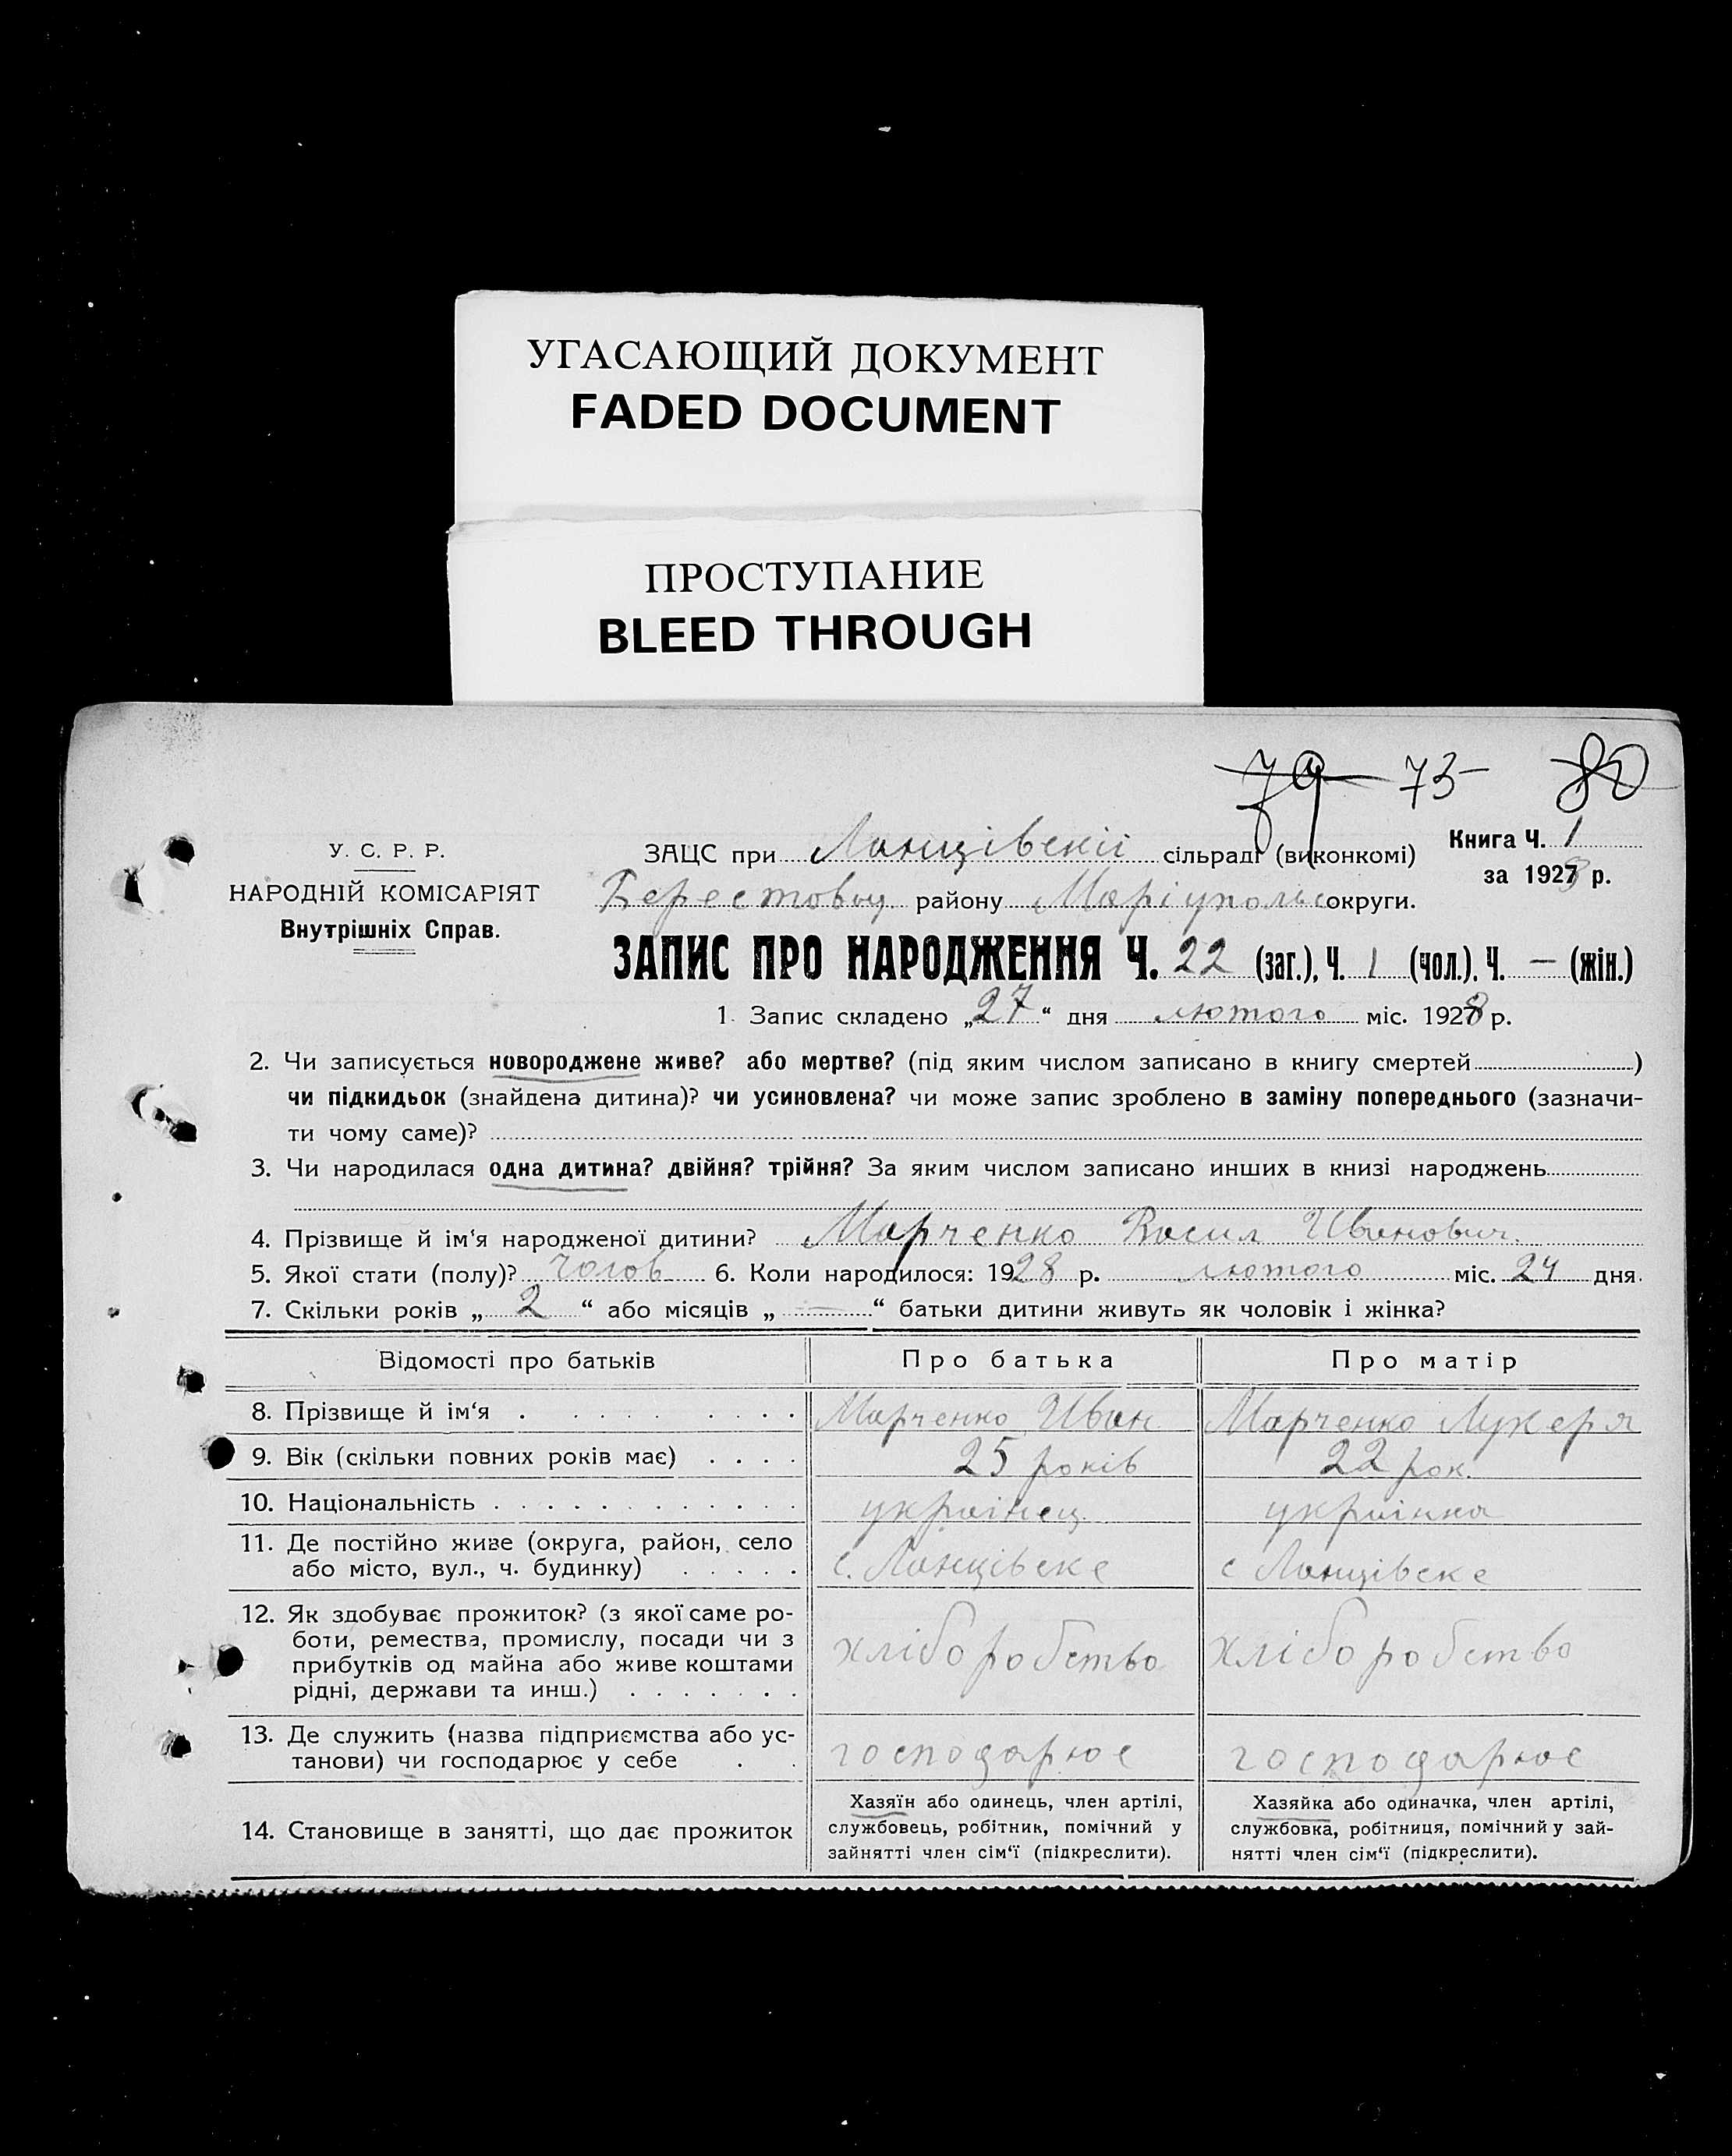 УГАСАЮЩИЙ ДОКУМЕНТ
FADED DOCUMENT
ПРОСТУПАНИЕ
BLEED THROUGH
79 73 80
У. С. Р. Р.
НАРОДНІЙ КОМІСАРІЯТ
Внутрішніх Справ.
ЗАЦС при Ланцівскії сільраді (виконкомі)
Книга Ч. 1
за 1928 р.
Берестовец району Маріупольс округи.
ЗАПИС ПРО НАРОДЖЕННЯ Ч. 22 (заг.), Ч. 1 (чол.). Ч. — (жін.)
1. Запис складено „27“ дня лютого міс. 1928 р.
2. Чи записується новороджене живе? або мертве? (під яким числом записано в книгу смертей )
чи підкидьок (знайдена дитина)? чи усиновлена? чи може запис зроблено в заміну попереднього (зазначи-
ти чому саме)?
3. Чи народилася одна дитина? двійня? трійня? За яким числом записано инших в книзі народжень
4. Прізвище й ім‘я народженої дитини? Марченко Васил Иванович.
5. Якої стати (полу)? Чолов 6. Коли народилося: 1928 р. лютого міс. 24 дня.
7. Скільки років „ 2 “ або місяців „ — “ батьки дитини живуть як чоловік і жінка?
Відомості про батьків Про батька Про матір
8. Прізвище й ім‘я Марченко Иван Марченко Лукеря
9. Вік (скільки повних років має) 25 років 22 рок.
10. Національність українец українка
11. Де постійно живе (округа, район, село
або місто, вул., ч. будинку) с. Ланцівске с Ланцівске
12. Як здобуває прожиток? (з якої саме ро-
боти, ремества, промислу, посади чи з
прибутків од майна або живе коштами
рідні, держави та инш.) хліборобство хліборобство
13. Де служить (назва підприємства або ус-
танови) чи господарює у себе господарює господарює
14. Становище в занятті, що дає прожиток
Хазяїн або одинець, член артілі,
службовець, робітник, помічний у
зайнятті член сім‘ї (підкреслити).
Хазяйка або одиначка, член артілі,
службовка, робітниця, помічний у зай-
нятті член сім‘ї (підкреслити).